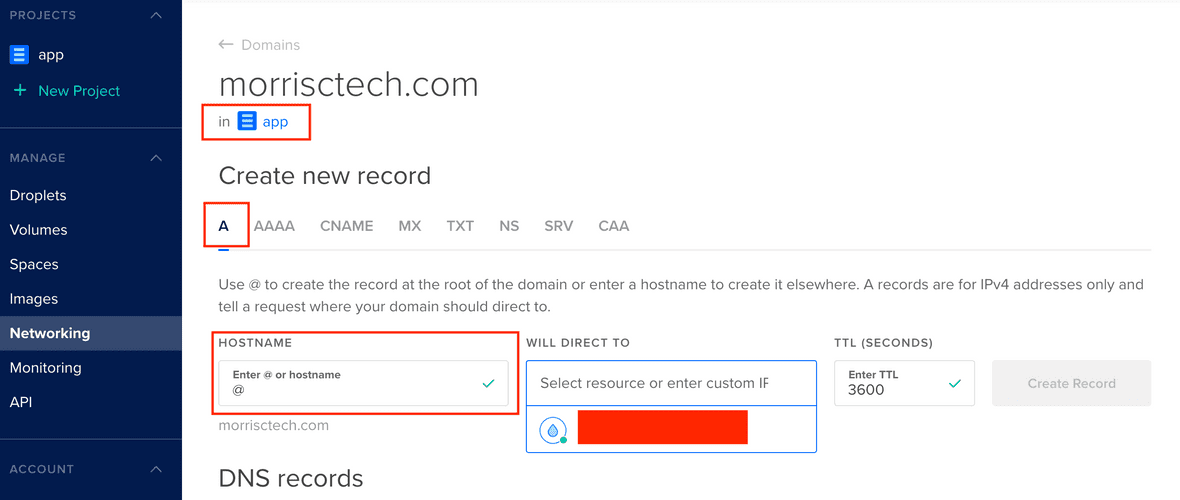 PROJECTS
app
+ New Project
MANAGE
Droplets
Volumes
Spaces
Images
Networking
Monitoring
API
ACCOUNT
← Domains
morrisctech.com
in app
Create new record
A AAAA CNAME MX TXT NS SRV CAA
Use @ to create the record at the root of the domain or enter a hostname to create it elsewhere. A records are for IPv4 addresses only and
tell a request where your domain should direct to.
HOSTNAME WILL DIRECT TO TTL (SECONDS)
Enter @ or hostname
@
Select resource or enter custom IP
Enter TTL
3600
Create Record
morrisctech.com
DNS records